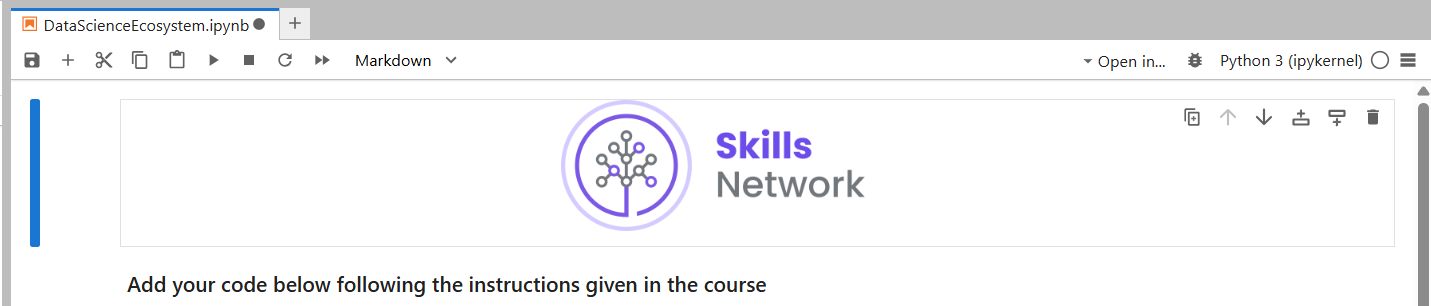 DataScienceEcosystem.ipynb
Markdown
Open in...
Python 3 (ipykernel)
Skills
Network
Add your code below following the instructions given in the course